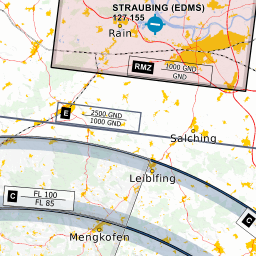 STRAUBING (EDMS)
127.155
Rain
RMZ
1000 GND
GND
E
2500 GND
1000 GND
Salching
Leiblfing
C
FL 100
FL 85
C
Mengkofen